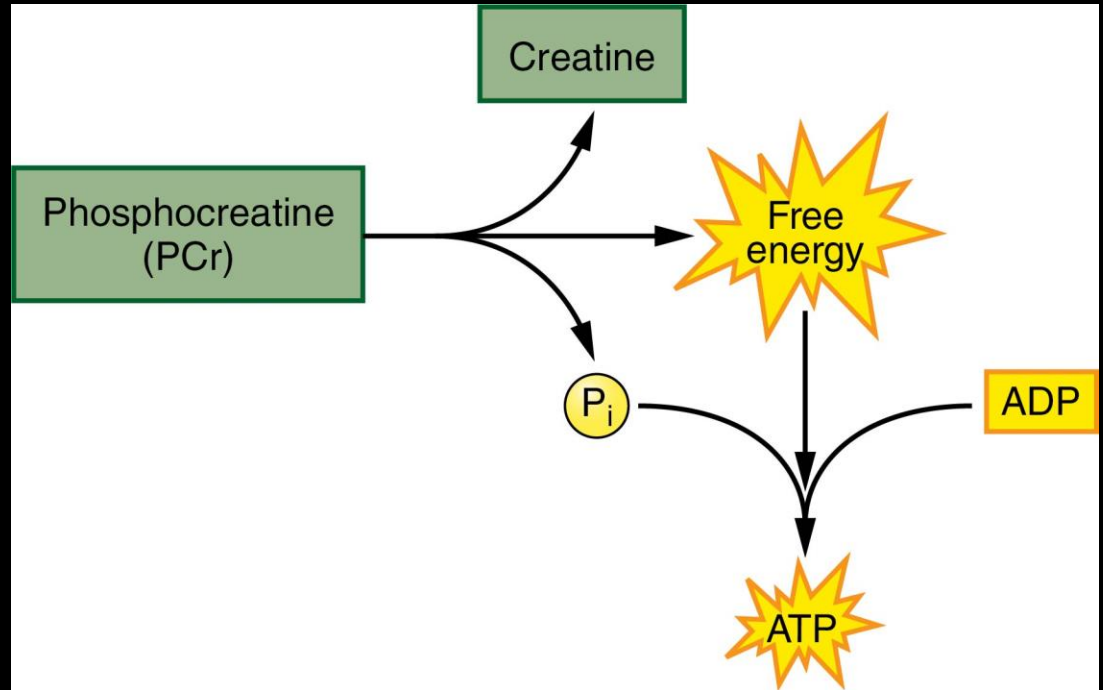 Creatine
Phosphocreatine
(PCr)
Free
energy
Pi
ADP
ATP